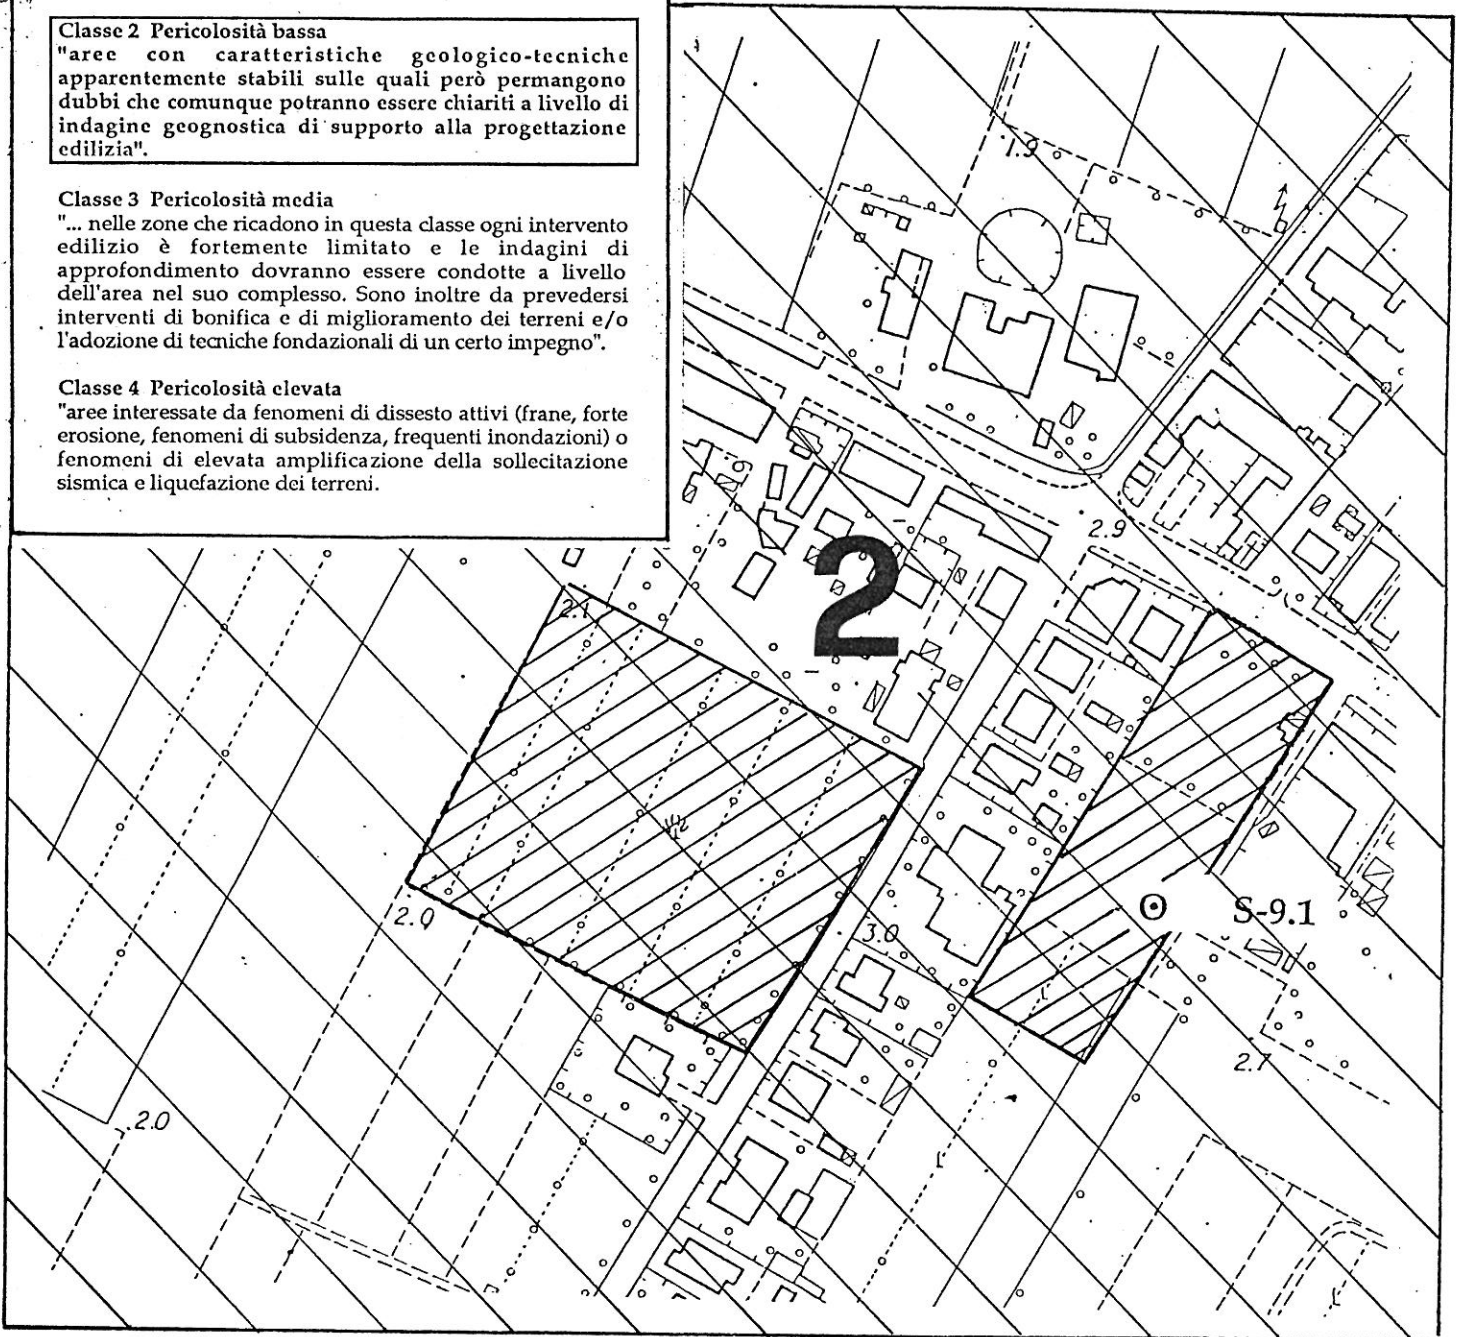 Classe 2 Pericolosità bassa
"aree con caratteristiche geologico-tecniche
apparentemente stabili sulle quali però permangono
dubbi che comunque potranno essere chiariti a livello di
indagine geognostica di supporto alla progettazione
edilizia".
Classe 3 Pericolosità media
"... nelle zone che ricadono in questa classe ogni intervento
edilizio è fortemente limitato e le indagini di
approfondimento dovranno essere condotte a livello
dell'area nel suo complesso. Sono inoltre da prevedersi
interventi di bonifica e di miglioramento dei terreni e/o
l'adozione di tecniche fondazionali di un certo impegno".
Classe 4 Pericolosità elevata
"aree interessate da fenomeni di dissesto attivi (frane, forte
erosione, fenomeni di subsidenza, frequenti inondazioni) o
fenomeni di elevata amplificazione della sollecitazione
sismica e liquefazione dei terreni.
1.9
2.9
2
2.1
2.0
3.0
S-9.1
2.7
2.0